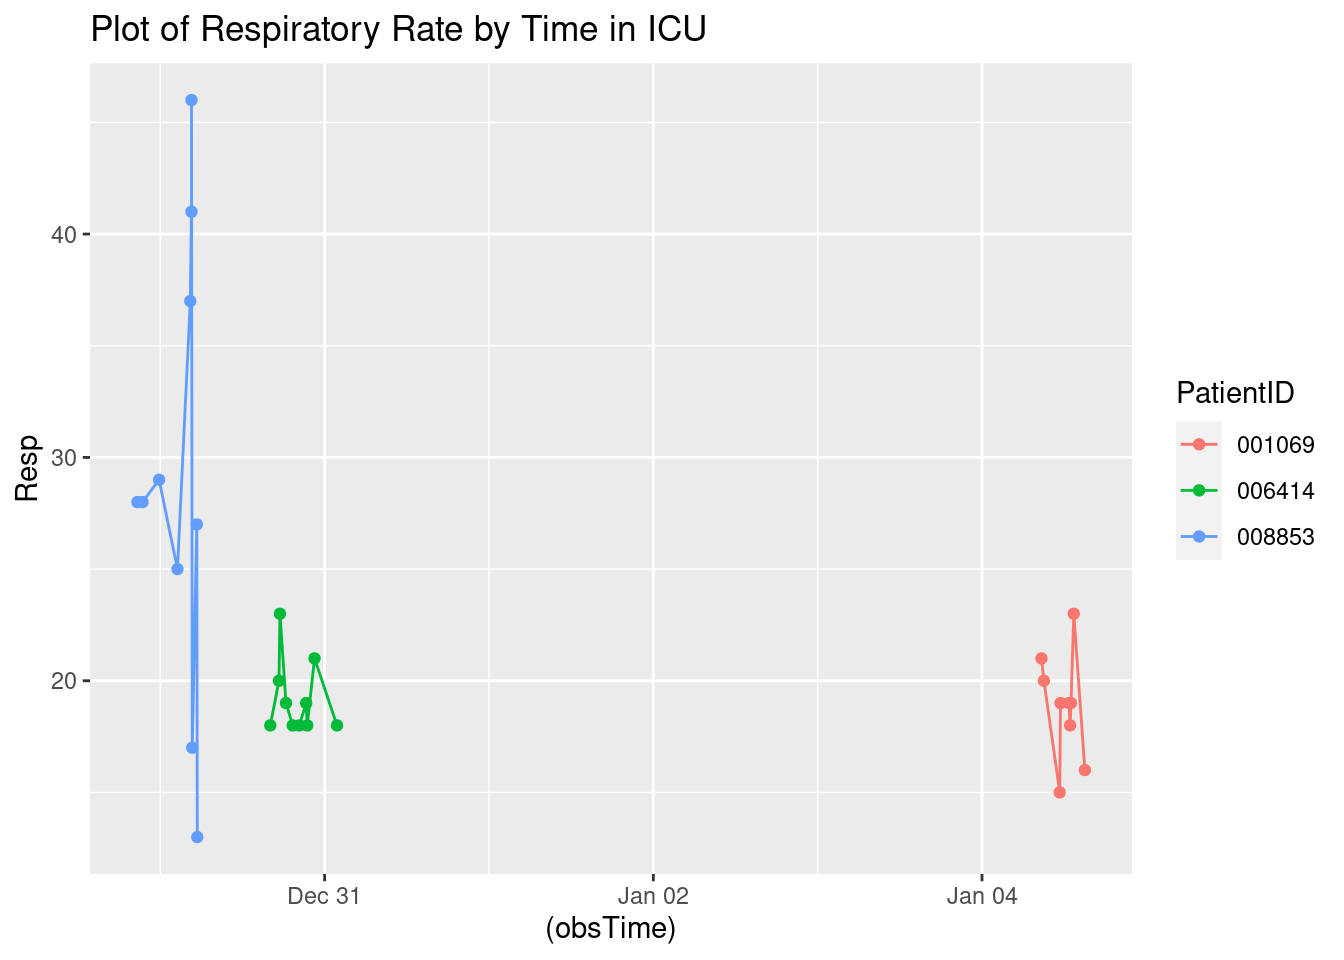 Plot of Respiratory Rate by Time in ICU
40
30
20
Resp
Dec 31
Jan 02
Jan 04
(obsTime)
PatientID
001069
006414
008853